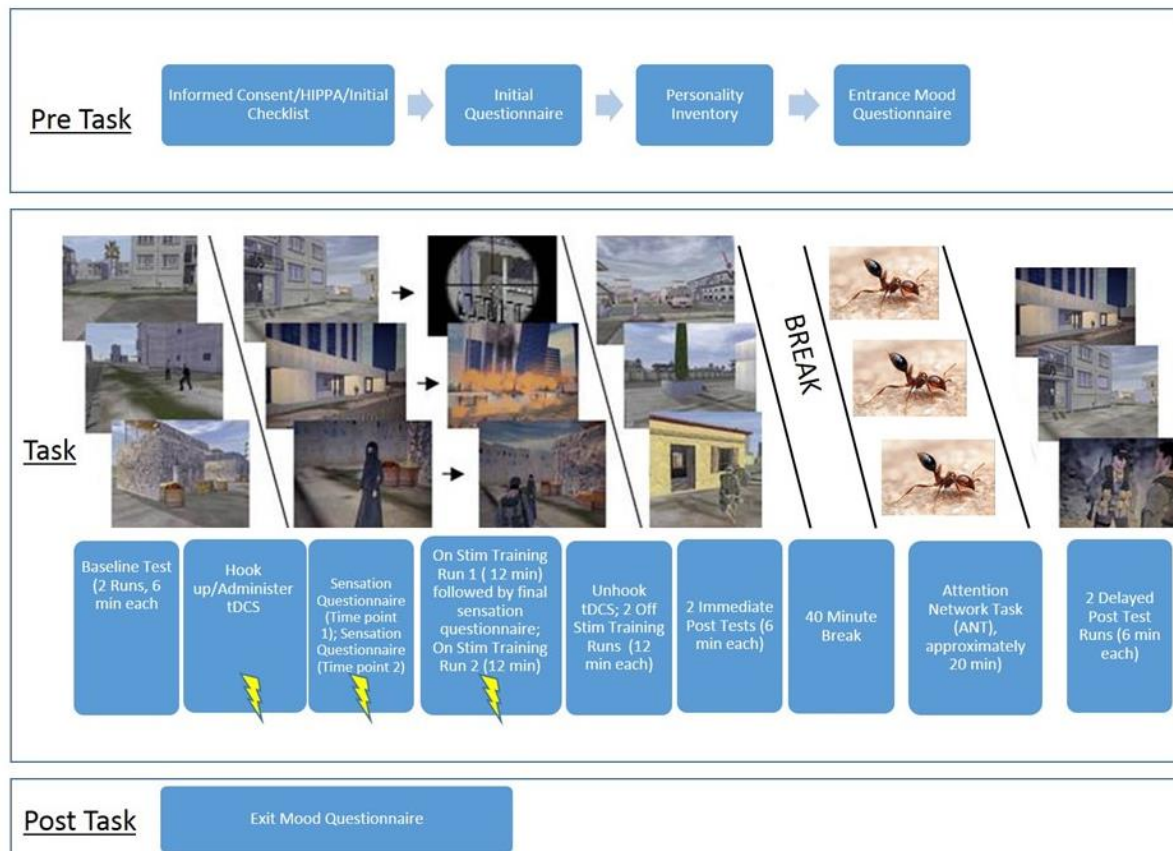 Pre Task
Informed Consent/HIPPA/Initial
Checklist
Initial
Questionnaire
Personality
Inventory
Entrance Mood
Questionnaire
Task
BREAK
Baseline Test
(2 Runs, 6
min each
Hook
up/Administer
tDCS
Sensation
Questionnaire
(Time point
1); Sensation
Questionnaire
(Time point 2)
On Stim Training
Run 1 ( 12 min)
followed by final
sensation
questionnaire;
On Stim Training
Run 2 (12 min)
Unhook
tDCS; 2 Off
Stim Training
Runs (12
min each)
2 Immediate
Post Tests (6
min each)
40 Minute
Break
Attention
Network Task
(ANT),
approximately
20 min)
2 Delayed
Post Test
Runs (6 min
each)
Post Task
Exit Mood Questionnaire